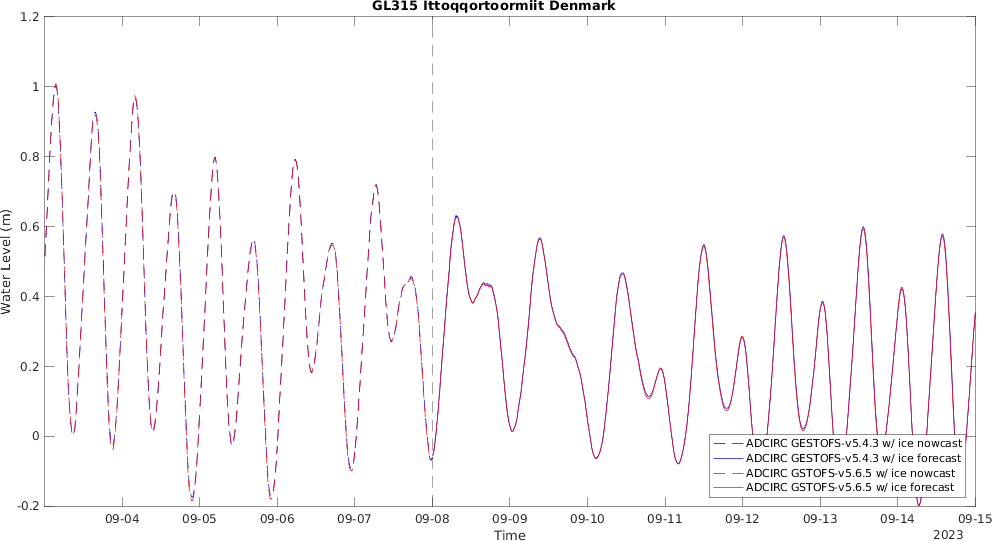 GL315 Ittoqqortoormiit Denmark
1.2
1
0.8
0.6
0.4
0.2
0
-0.2
Water Level (m)
09-04 09-05 09-06 09-07 09-08 09-09 09-10 09-11 09-12 09-13 09-14 09-15
Time
2023
ADCIRC GESTOFS-v5.4.3 w/ ice nowcast
ADCIRC GESTOFS-v5.4.3 w/ ice forecast
ADCIRC GSTOFS-v5.6.5 w/ ice nowcast
ADCIRC GSTOFS-v5.6.5 w/ ice forecast